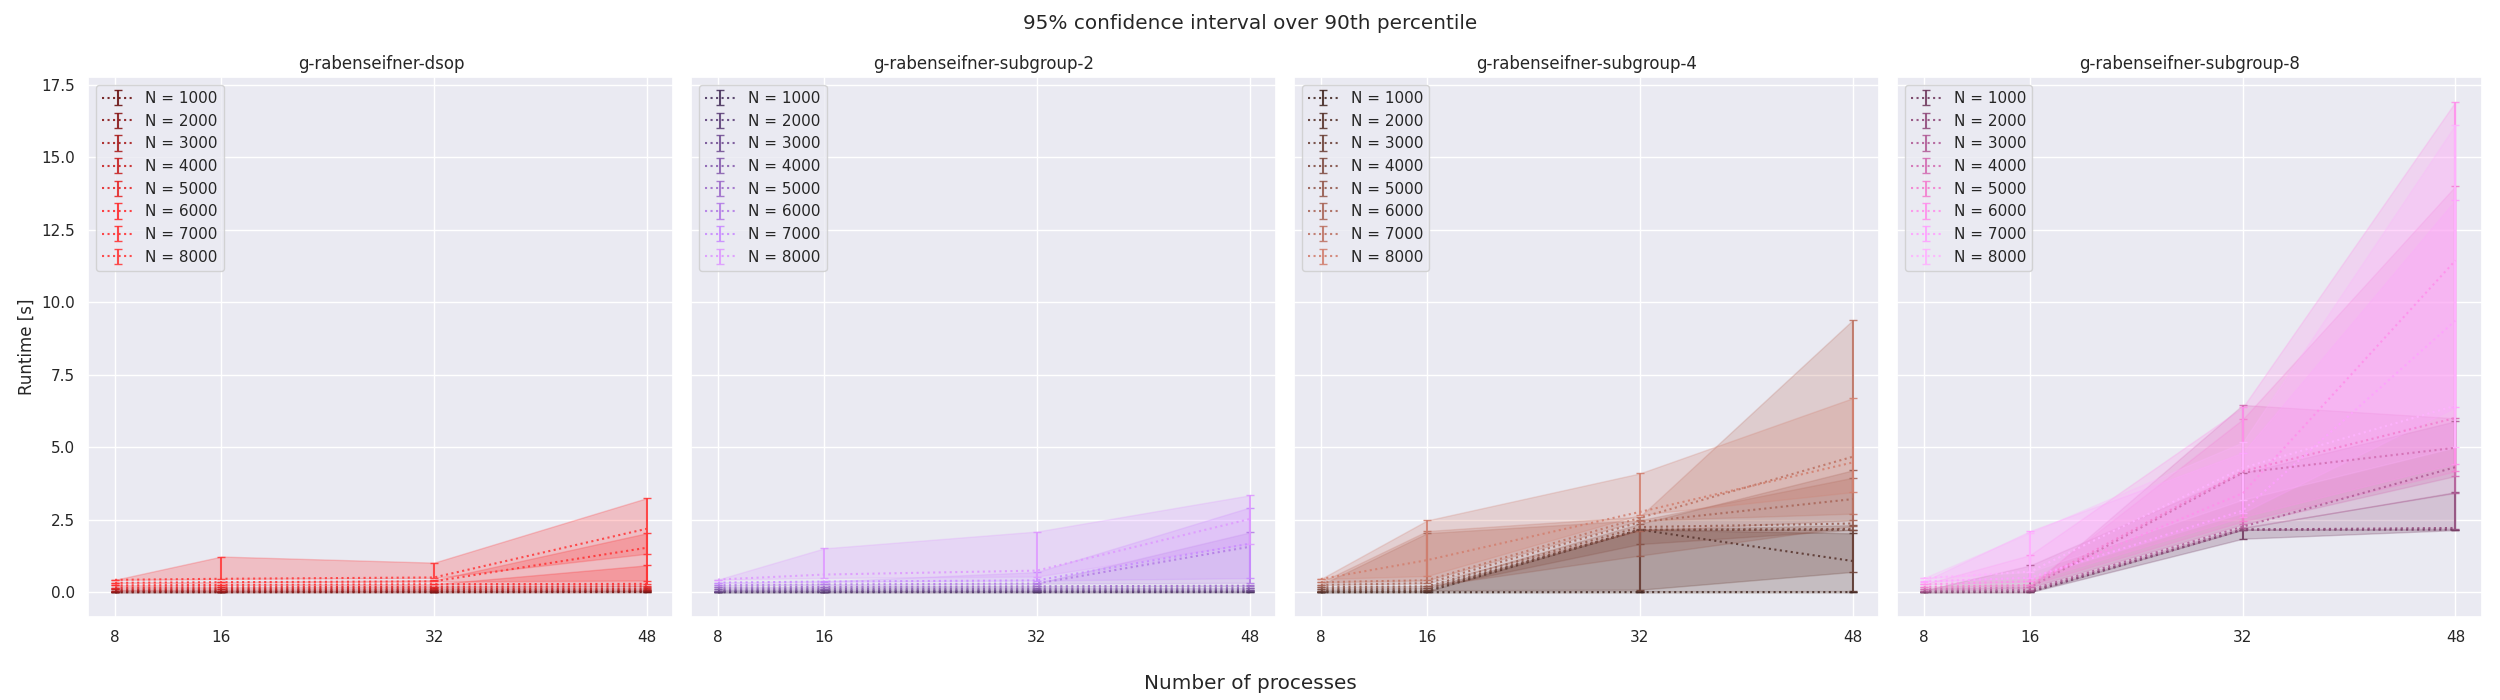 95% confidence interval over 90th percentile
g-rabenseifner-dsop
g-rabenseifner-subgroup-2
g-rabenseifner-subgroup-4
g-rabenseifner-subgroup-8
Runtime [s]
17.5
15.0
12.5
10.0
7.5
5.0
2.5
0.0
N = 1000
N = 2000
N = 3000
N = 4000
N = 5000
N = 6000
N = 7000
N = 8000
8
16
32
48
N = 1000
N = 2000
N = 3000
N = 4000
N = 5000
N = 6000
N = 7000
N = 8000
8
16
32
48
N = 1000
N = 2000
N = 3000
N = 4000
N = 5000
N = 6000
N = 7000
N = 8000
8
16
32
48
N = 1000
N = 2000
N = 3000
N = 4000
N = 5000
N = 6000
N = 7000
N = 8000
8
16
32
48
Number of processes